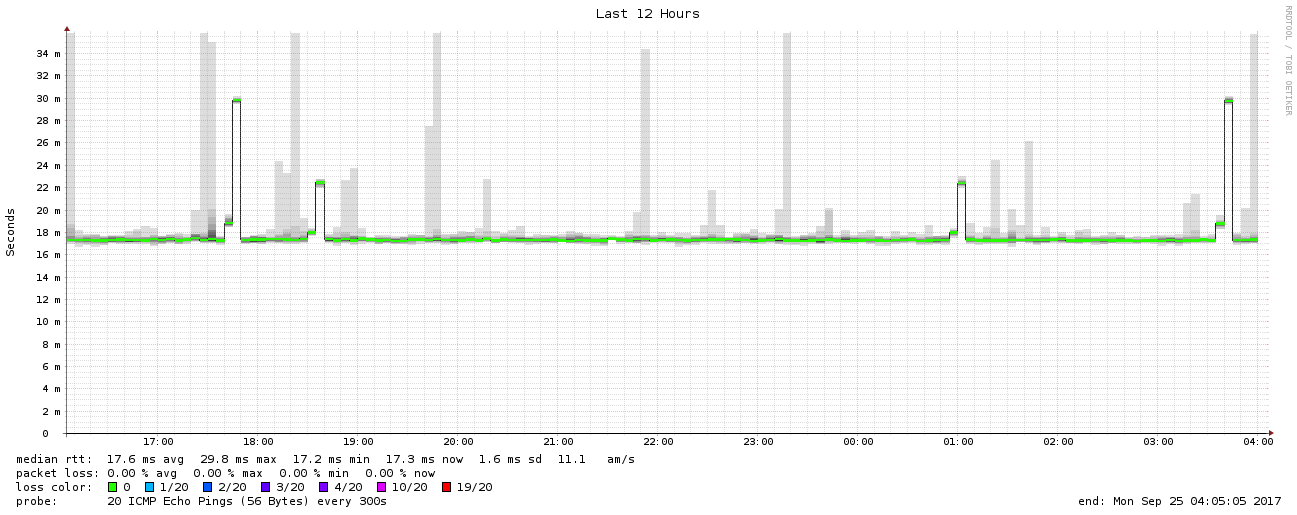 Last 12 Hours
RRDTOOL / TOBI OETIKER
Seconds
34 m
32 m
30 m
28 m
26 m
24 m
22 m
20 m
18 m
16 m
14 m
12 m
10 m
8 m
6 m
4 m
2 m
0
17:00 18:00 19:00 20:00 21:00 22:00 23:00 00:00 01:00 02:00 03:00 04:00
median rtt: 17.6 ms avg 29.8 ms max 17.2 ms min 17.3 ms now 1.6 ms sd 11.1 am/s
packet loss: 0.00 % avg 0.00 % max 0.00 % min 0.00 % now
loss color: 0 1/20 2/20 3/20 4/20 10/20 19/20
probe: 20 ICMP Echo Pings (56 Bytes) every 300s
end: Mon Sep 25 04:05:05 2017